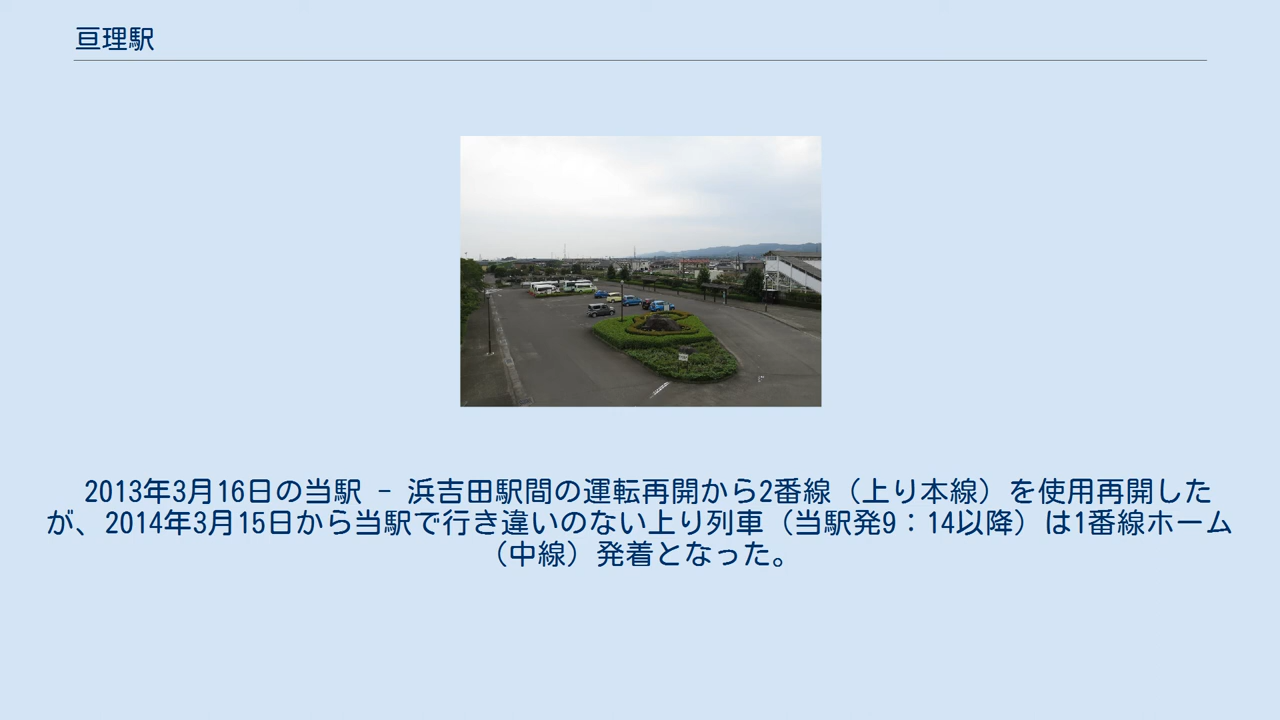 亘理駅
2013年3月16日の当駅 - 浜吉田駅間の運転再開から2番線（上り本線）を使用再開した
が、2014年3月15日から当駅で行き違いのない上り列車（当駅発9：14以降）は1番線ホーム
（中線）発着となった。